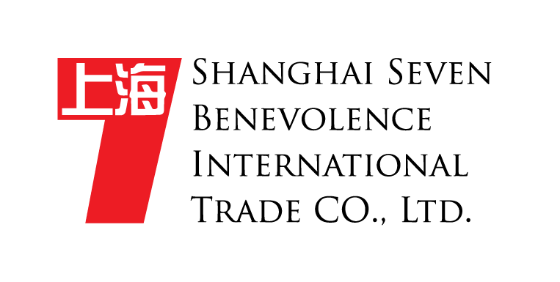 上海
Shanghai Seven
Benevolence
International
Trade CO., Ltd.